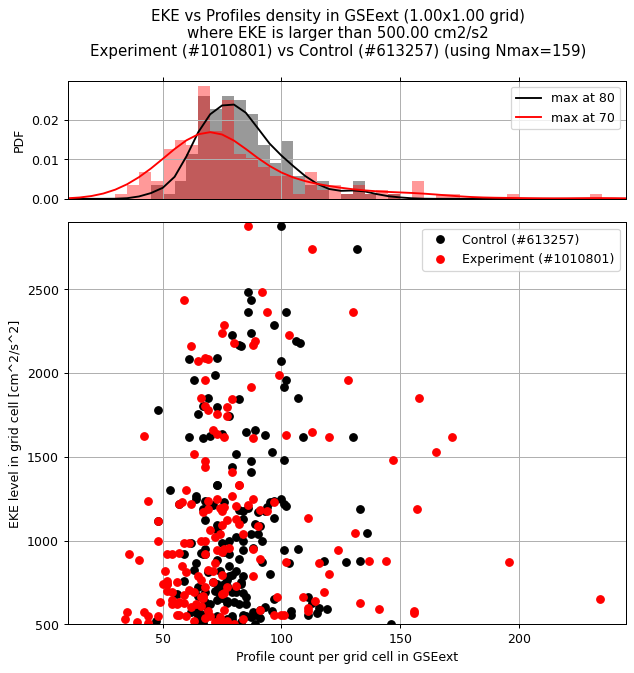 EKE vs Profiles density in GSEext (1.00x1.00 grid)
where EKE is larger than 500.00 cm2/s2
Experiment (#1010801) vs Control (#613257) (using Nmax=159)
PDF
0.02
0.01
0.00
max at 80
max at 70
EKE level in grid cell [cm^2/s^2]
2500
2000
1500
1000
500
Control (#613257)
Experiment (#1010801)
50
100
150
200
Profile count per grid cell in GSEext